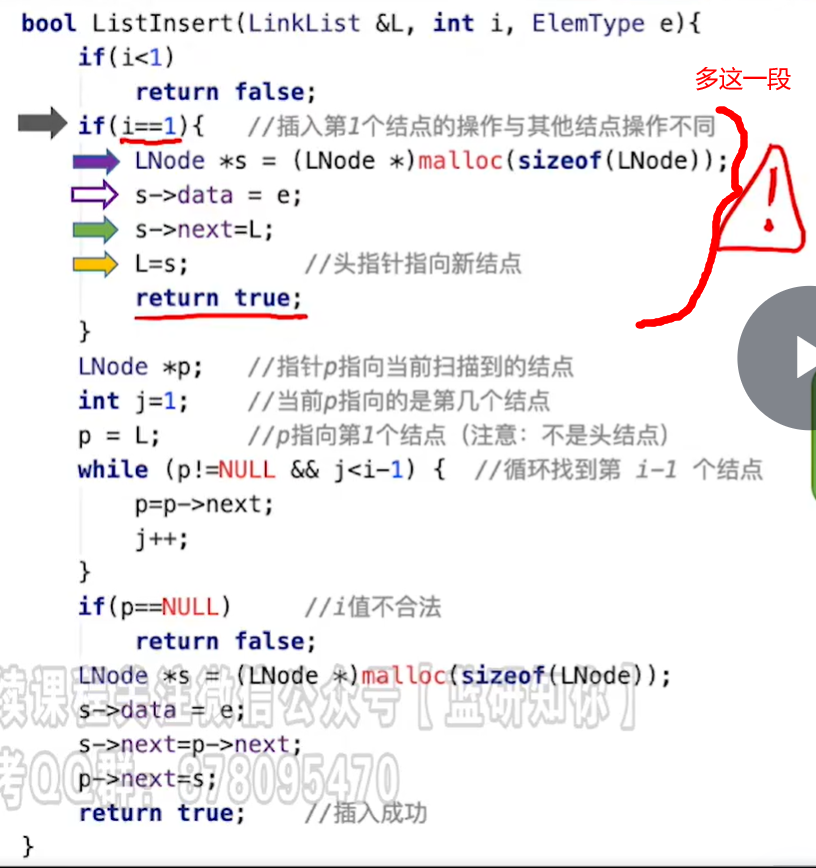 bool ListInsert(LinkList &L, int i, ElemType e){
if(i<1)
return false;
多这一段
if(i==1){ //插入第1个结点的操作与其他结点操作不同
LNode *s = (LNode *)malloc(sizeof(LNode));
s->data = e;
s->next=L;
L=s; //头指针指向新结点
return true;
}
LNode *p; //指针p指向当前扫描到的结点
int j=1; //当前p指向的是第几个结点
p = L; //p指向第1个结点（注意：不是头结点）
while (p!=NULL && j<i-1) { //循环找到第 i-1 个结点
p=p->next;
j++;
}
if(p==NULL) //i值不合法
return false;
LNode *s = (LNode *)malloc(sizeof(LNode));
读课程关注微信公众号【蓝研知你】
s->data = e;
s->next=p->next;
考QQ群：378095470
p->next=s;
return true; //插入成功
}